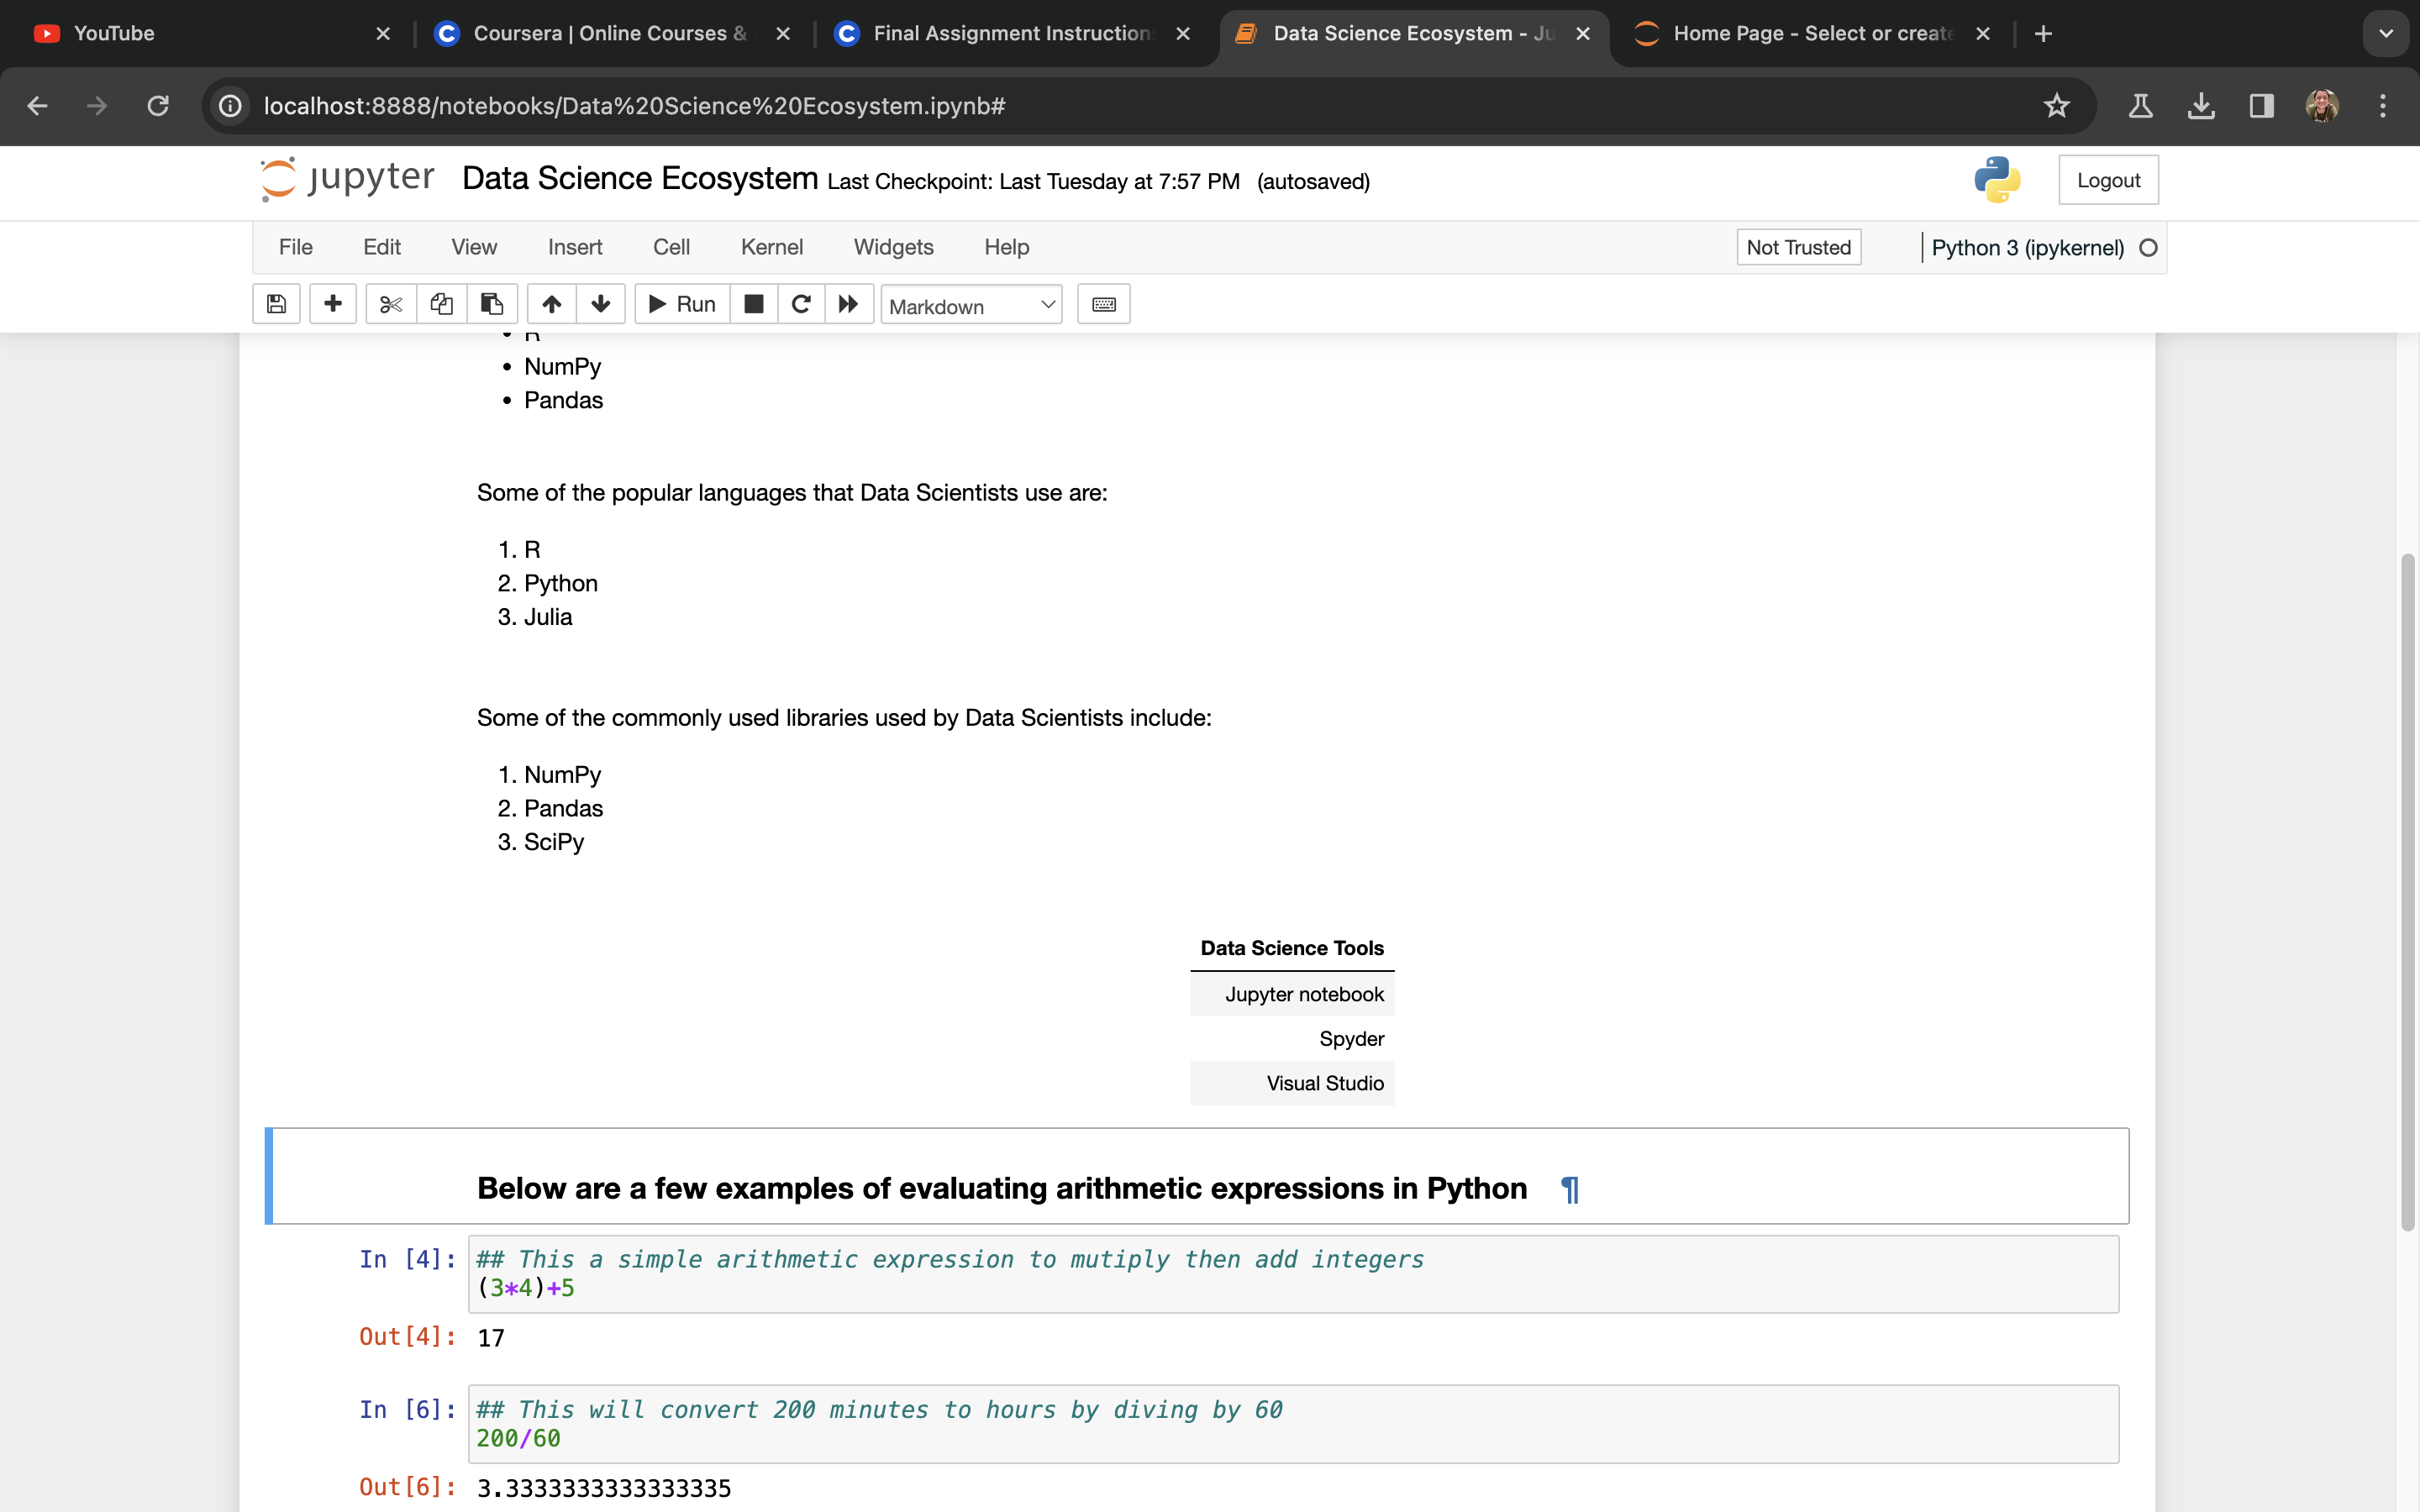 YouTube
Coursera | Online Courses &
Final Assignment Instruction
Data Science Ecosystem - Ju
Home Page - Select or create
localhost:8888/notebooks/Data%20Science%20Ecosystem.ipynb#
jupyter Data Science Ecosystem Last Checkpoint: Last Tuesday at 7:57 PM (autosaved)
Logout
File Edit View Insert Cell Kernel Widgets Help
Not Trusted
Python 3 (ipykernel)
Run
Markdown
• R
• NumPy
• Pandas
Some of the popular languages that Data Scientists use are:
1. R
2. Python
3. Julia
Some of the commonly used libraries used by Data Scientists include:
1. NumPy
2. Pandas
3. SciPy
Data Science Tools
Jupyter notebook
Spyder
Visual Studio
Below are a few examples of evaluating arithmetic expressions in Python ¶
In [4]: ## This a simple arithmetic expression to mutiply then add integers
(3*4)+5
Out[4]: 17
In [6]: ## This will convert 200 minutes to hours by diving by 60
200/60
Out[6]: 3.3333333333333335